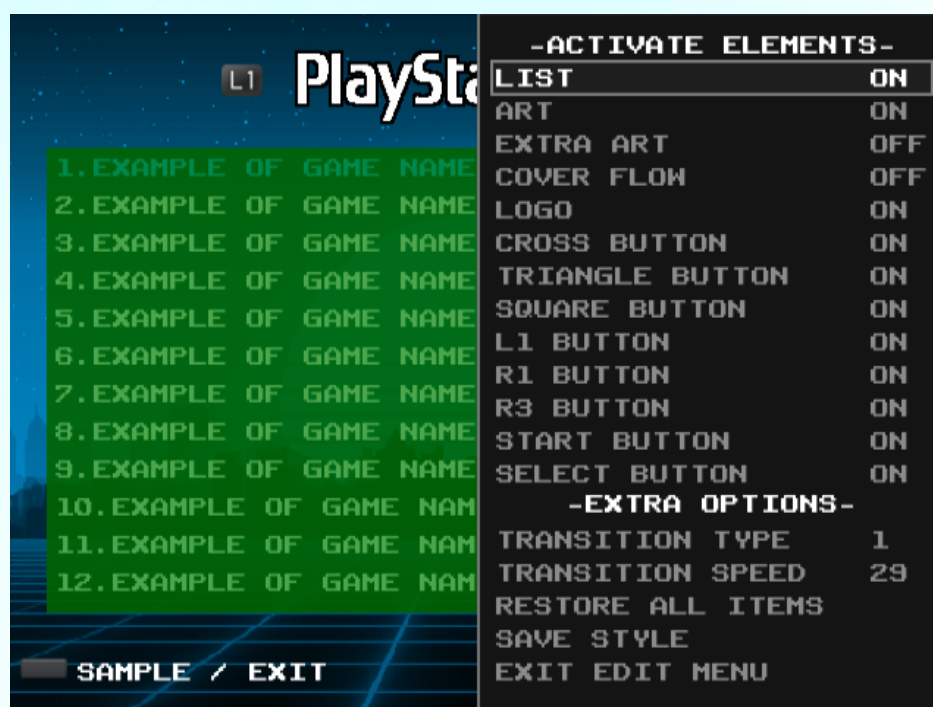 L1
PlaySta
1.EXAMPLE OF GAME NAME
2.EXAMPLE OF GAME NAME
3.EXAMPLE OF GAME NAME
4.EXAMPLE OF GAME NAME
5.EXAMPLE OF GAME NAME
6.EXAMPLE OF GAME NAME
7.EXAMPLE OF GAME NAME
8.EXAMPLE OF GAME NAME
9.EXAMPLE OF GAME NAME
10.EXAMPLE OF GAME NAM
11.EXAMPLE OF GAME NAM
12.EXAMPLE OF GAME NAM
SAMPLE / EXIT
-ACTIVATE ELEMENTS-
LIST ON
ART ON
EXTRA ART OFF
COVER FLOW OFF
LOGO ON
CROSS BUTTON ON
TRIANGLE BUTTON ON
SQUARE BUTTON ON
L1 BUTTON ON
R1 BUTTON ON
R3 BUTTON ON
START BUTTON ON
SELECT BUTTON ON
-EXTRA OPTIONS-
TRANSITION TYPE 1
TRANSITION SPEED 29
RESTORE ALL ITEMS
SAVE STYLE
EXIT EDIT MENU